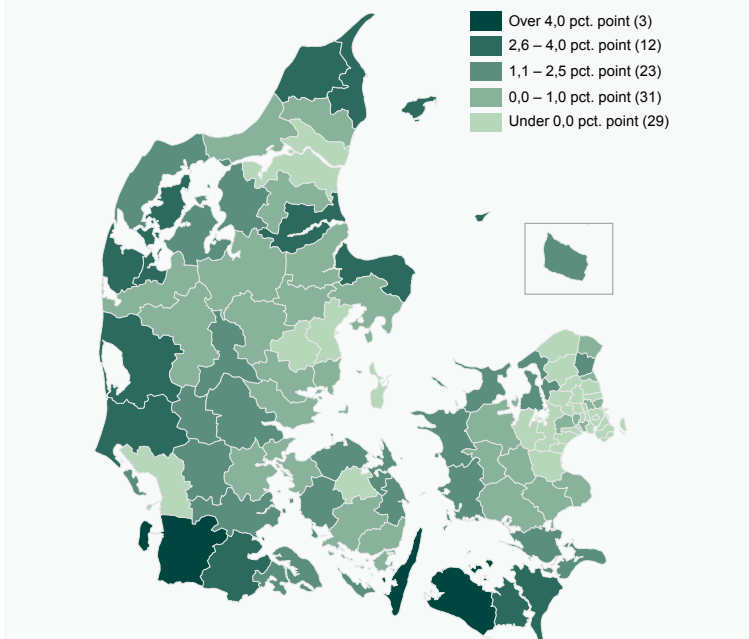 Over 4,0 pct. point (3)
2,6 – 4,0 pct. point (12)
1,1 – 2,5 pct. point (23)
0,0 – 1,0 pct. point (31)
Under 0,0 pct. point (29)